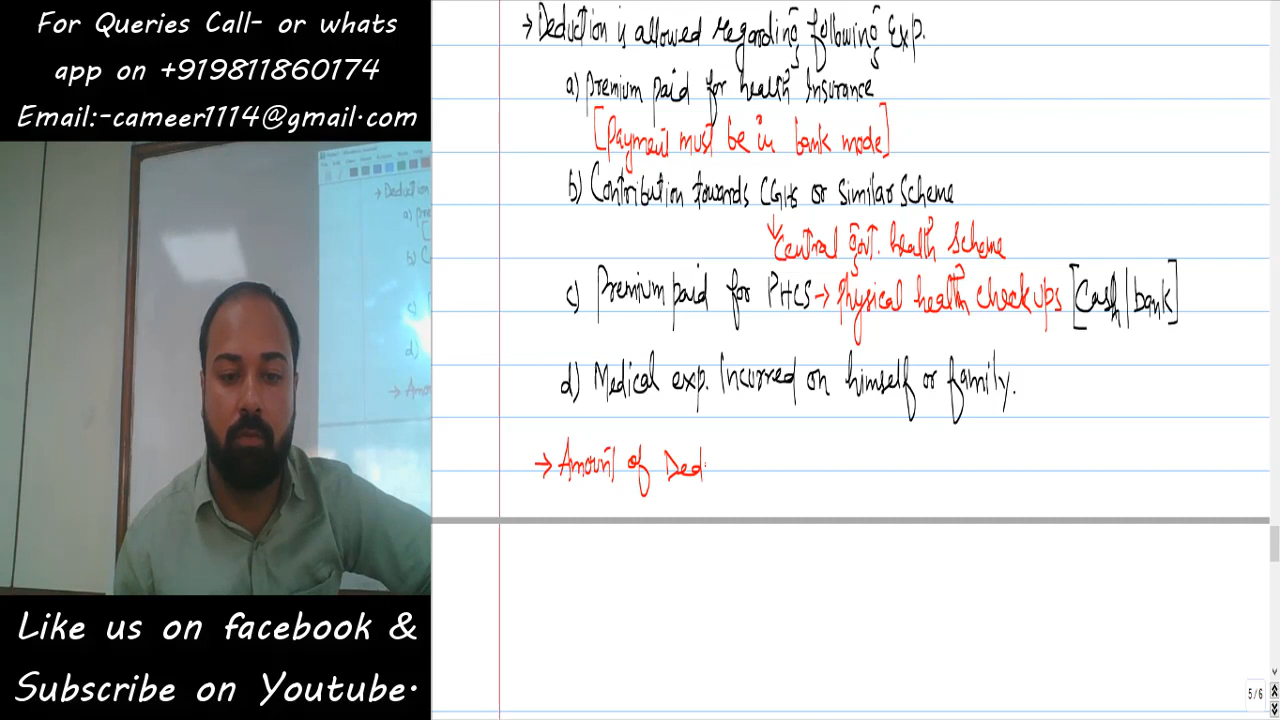 For Queries Call- or whats
app on +919811860174
Email:-cameer1114@gmail.com
→ Deduction is allowed regarding following Exp.
a) Premium paid for health Insurance
[Payment must be in bank mode]
b) Contribution towards CGHS or similar Scheme
Central Govt. health Scheme
c) Premium paid for PHCS → Physical health Check ups [Cash/bank]
d) Medical exp. Incurred on himself or family.
→ Amount of Ded
Like us on facebook &
Subscribe on Youtube.
5/6